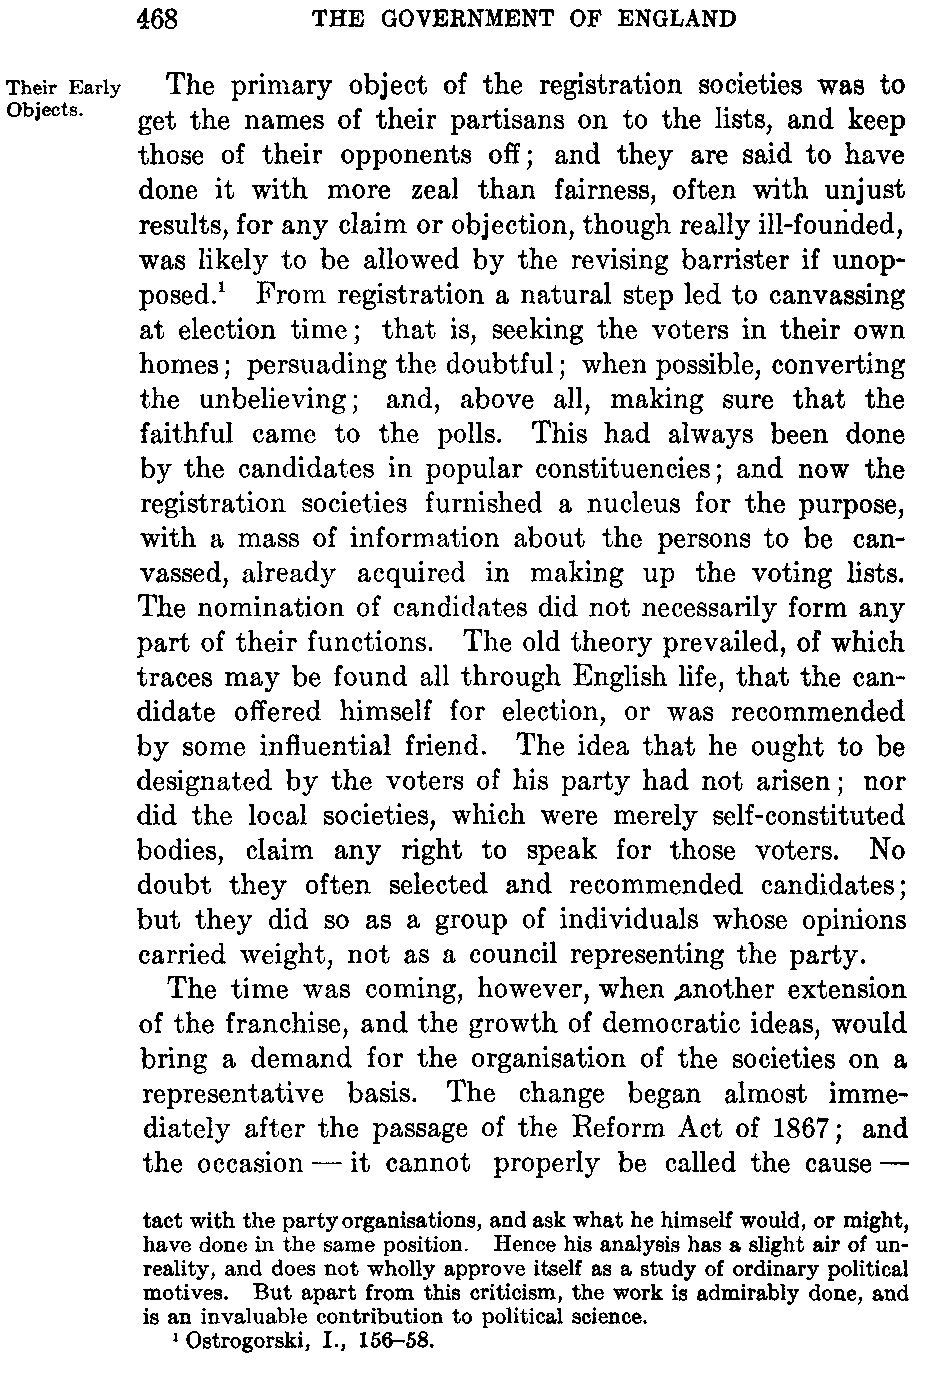 468 THE GOVERNMENT OF ENGLAND
Their Early
Objects.
The primary object of the registration societies was to
get the names of their partisans on to the lists, and keep
those of their opponents off; and they are said to have
done it with more zeal than fairness, often with unjust
results, for any claim or objection, though really ill-founded,
was likely to be allowed by the revising barrister if unop-
posed.¹ From registration a natural step led to canvassing
at election time; that is, seeking the voters in their own
homes; persuading the doubtful; when possible, converting
the unbelieving; and, above all, making sure that the
faithful came to the polls. This had always been done
by the candidates in popular constituencies; and now the
registration societies furnished a nucleus for the purpose,
with a mass of information about the persons to be can-
vassed, already acquired in making up the voting lists.
The nomination of candidates did not necessarily form any
part of their functions. The old theory prevailed, of which
traces may be found all through English life, that the can-
didate offered himself for election, or was recommended
by some influential friend. The idea that he ought to be
designated by the voters of his party had not arisen; nor
did the local societies, which were merely self-constituted
bodies, claim any right to speak for those voters. No
doubt they often selected and recommended candidates;
but they did so as a group of individuals whose opinions
carried weight, not as a council representing the party.
The time was coming, however, when another extension
of the franchise, and the growth of democratic ideas, would
bring a demand for the organisation of the societies on a
representative basis. The change began almost imme-
diately after the passage of the Reform Act of 1867; and
the occasion — it cannot properly be called the cause —
tact with the party organisations, and ask what he himself would, or might,
have done in the same position. Hence his analysis has a slight air of un-
reality, and does not wholly approve itself as a study of ordinary political
motives. But apart from this criticism, the work is admirably done, and
is an invaluable contribution to political science.
¹ Ostrogorski, I., 156–58.